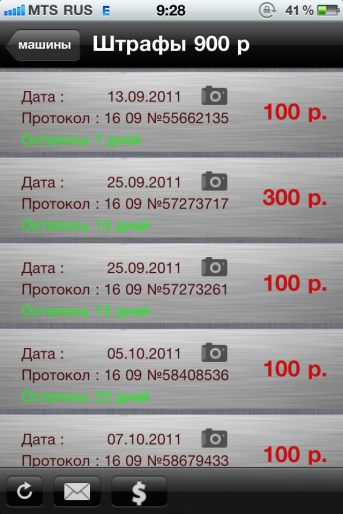 MTS RUS E 9:28 41%
машины
Штрафы 900 р
Дата : 13.09.2011
100 р.
Протокол : 16 09 №55662135
Осталось 1 дней
Дата : 25.09.2011
300 р.
Протокол : 16 09 №57273717
Осталось 13 дней
Дата : 25.09.2011
100 р.
Протокол : 16 09 №57273261
Осталось 13 дней
Дата : 05.10.2011
100 р.
Протокол : 16 09 №58408536
Осталось 23 дней
Дата : 07.10.2011
100 р.
Протокол : 16 09 №58679433
$